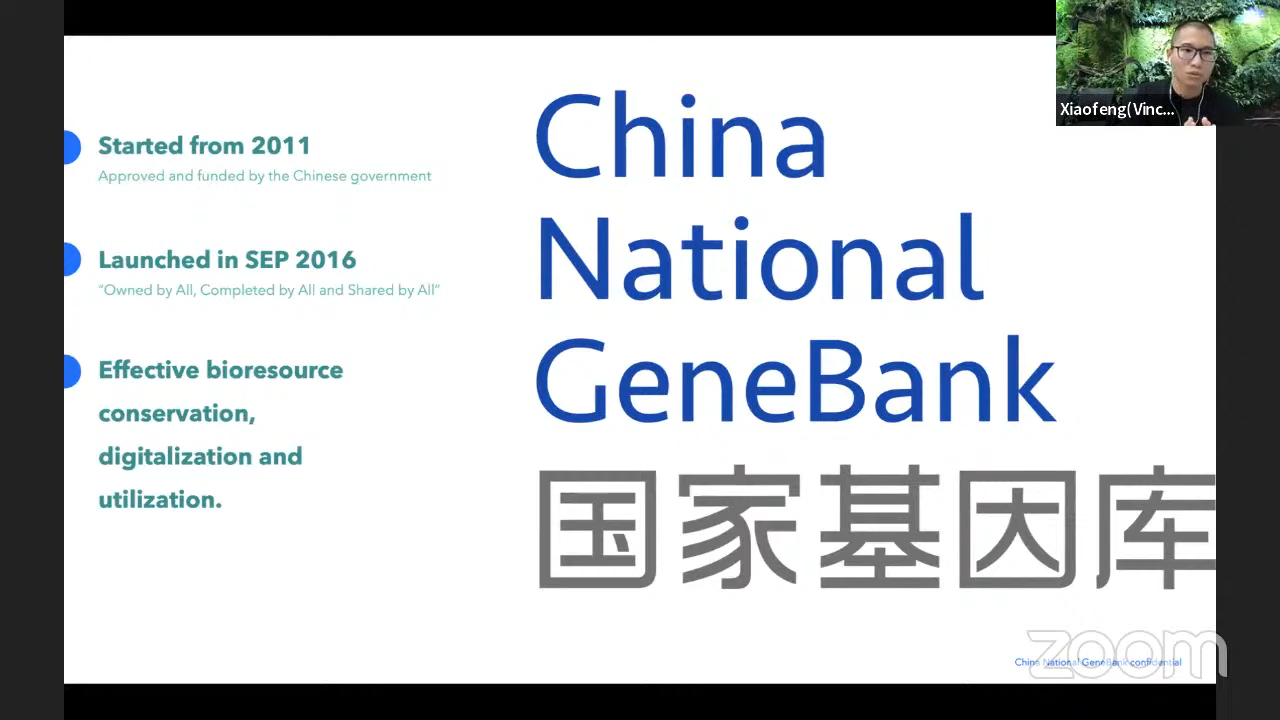 Started from 2011
Approved and funded by the Chinese government
Launched in SEP 2016
“Owned by All, Completed by All and Shared by All”
Effective bioresource
conservation,
digitalization and
utilization.
China
National
GeneBank
国家基因库
China National GeneBank confidential
zoom
Xiaofeng(Vinc...